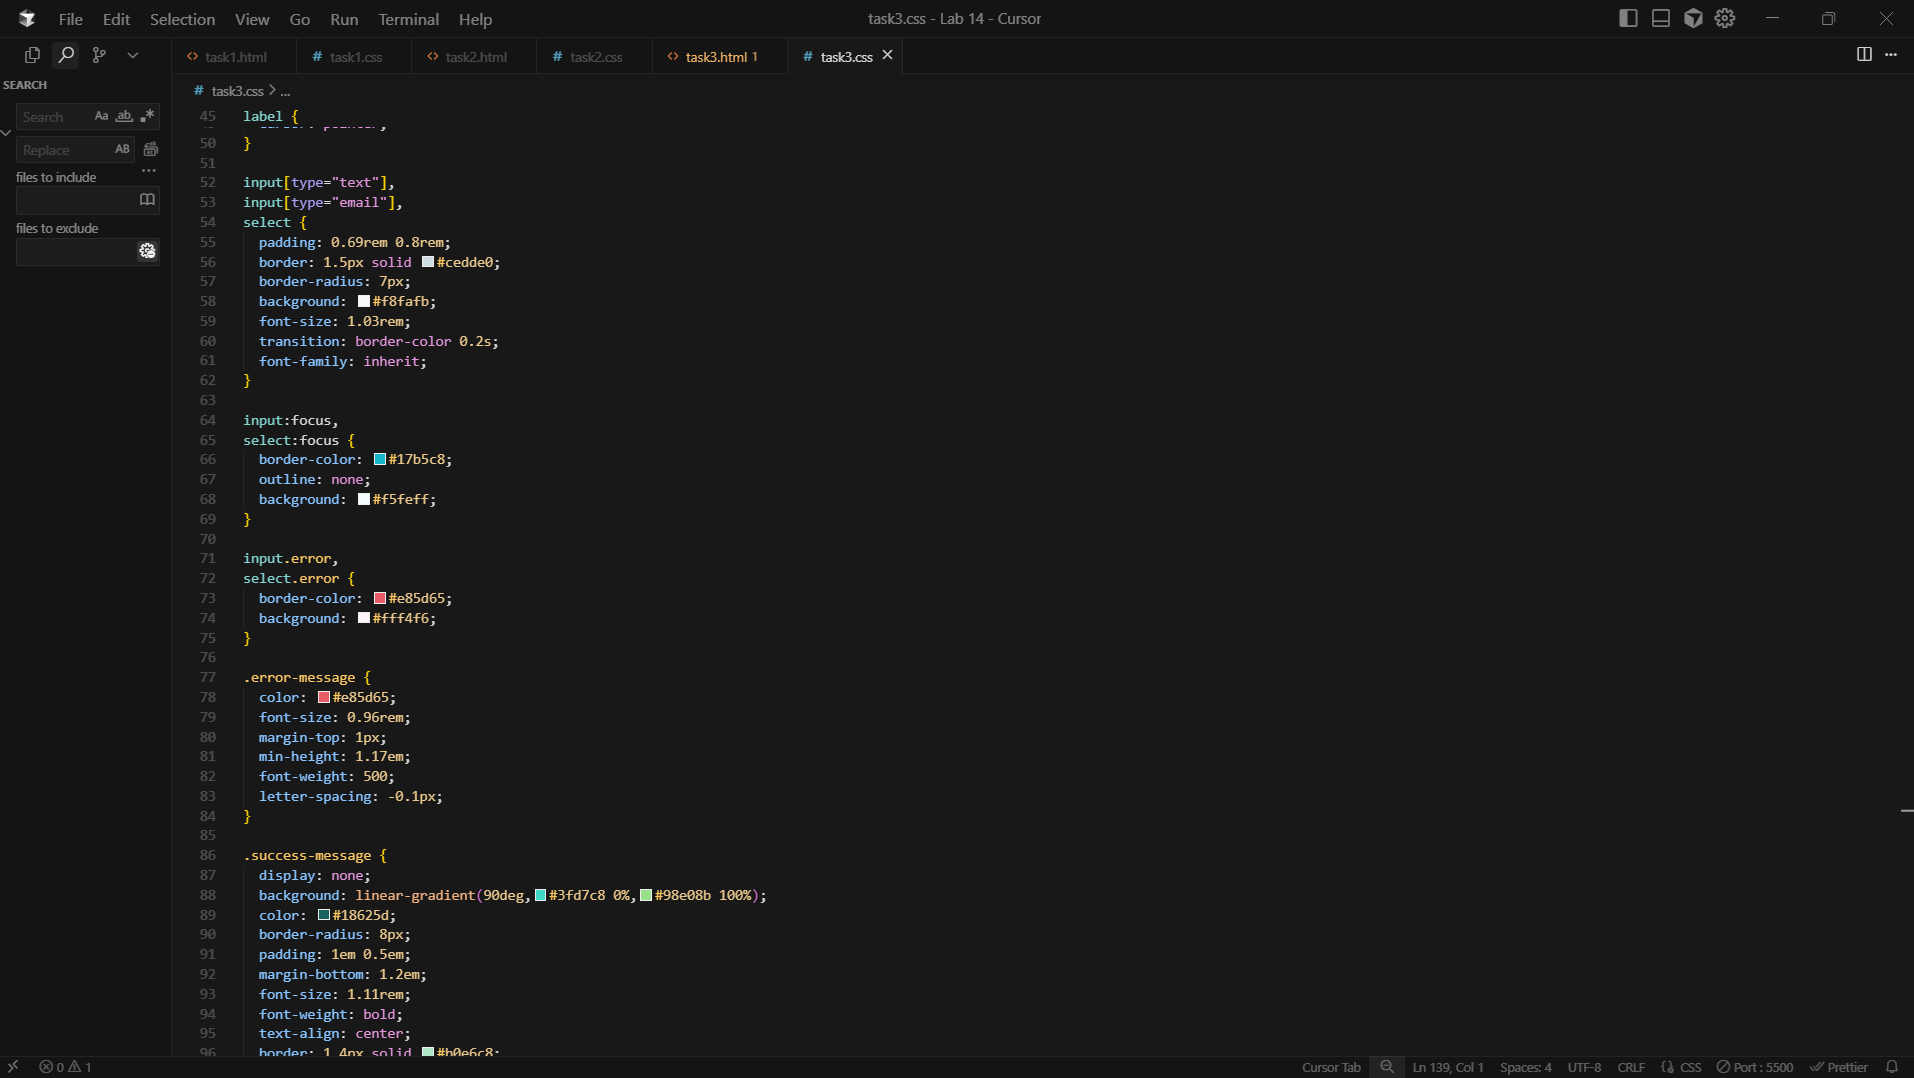 File Edit Selection View Go Run Terminal Help
task3.css - Lab 14 - Cursor
task1.html
task1.css
task2.html
task2.css
task3.html 1
task3.css
SEARCH
Search
Aa
ab
Replace
AB
files to include
files to exclude
# task3.css > ...
45 label {
cursor: pointer;
50 }
51
52 input[type="text"],
53 input[type="email"],
54 select {
55 padding: 0.69rem 0.8rem;
56 border: 1.5px solid #cedde0;
57 border-radius: 7px;
58 background: #f8fafb;
59 font-size: 1.03rem;
60 transition: border-color 0.2s;
61 font-family: inherit;
62 }
63
64 input:focus,
65 select:focus {
66 border-color: #17b5c8;
67 outline: none;
68 background: #f5feff;
69 }
70
71 input.error,
72 select.error {
73 border-color: #e85d65;
74 background: #fff4f6;
75 }
76
77 .error-message {
78 color: #e85d65;
79 font-size: 0.96rem;
80 margin-top: 1px;
81 min-height: 1.17em;
82 font-weight: 500;
83 letter-spacing: -0.1px;
84 }
85
86 .success-message {
87 display: none;
88 background: linear-gradient(90deg, #3fd7c8 0%, #98e08b 100%);
89 color: #18625d;
90 border-radius: 8px;
91 padding: 1em 0.5em;
92 margin-bottom: 1.2em;
93 font-size: 1.11rem;
94 font-weight: bold;
95 text-align: center;
96 border: 1.4px solid #b0e6c8;
0 1
Cursor Tab
Ln 139, Col 1
Spaces: 4
UTF-8
CRLF
{} CSS
Port : 5500
Prettier